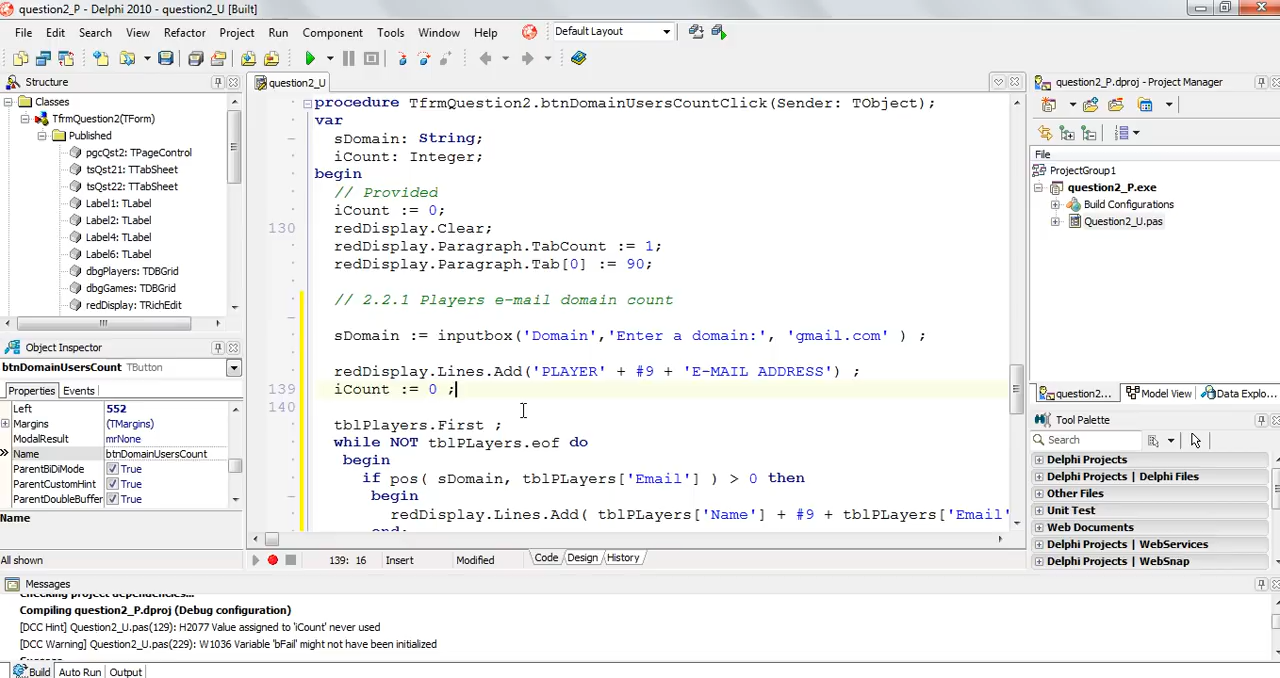 question2_P - Delphi 2010 - question2_U [Built]
File Edit Search View Refactor Project Run Component Tools Window Help Default Layout
Structure
question2_U
question2_P.dproj - Project Manager
Classes
TfrmQuestion2(TForm)
Published
pgcQst2: TPageControl
tsQst21: TTabSheet
tsQst22: TTabSheet
Label1: TLabel
Label2: TLabel
Label4: TLabel
Label6: TLabel
dbgPlayers: TDBGrid
dbgGames: TDBGrid
redDisplay: TRichEdit
Object Inspector
btnDomainUsersCount TButton
Properties Events
Left 552
Margins (TMargins)
ModalResult mrNone
Name btnDomainUsersCount
ParentBiDiMode True
ParentCustomHint True
ParentDoubleBuffer True
Name
All shown
procedure TfrmQuestion2.btnDomainUsersCountClick(Sender: TObject);
var
sDomain: String;
iCount: Integer;
begin
// Provided
iCount := 0;
130 redDisplay.Clear;
redDisplay.Paragraph.TabCount := 1;
redDisplay.Paragraph.Tab[0] := 90;
// 2.2.1 Players e-mail domain count
sDomain := inputbox('Domain','Enter a domain:', 'gmail.com' ) ;
redDisplay.Lines.Add('PLAYER' + #9 + 'E-MAIL ADDRESS') ;
139 iCount := 0 ;
140
tblPlayers.First ;
while NOT tblPLayers.eof do
begin
if pos( sDomain, tblPLayers['Email'] ) > 0 then
begin
redDisplay.Lines.Add( tblPLayers['Name'] + #9 + tblPLayers['Email'
end;
139: 16 Insert Modified Code Design History
File
ProjectGroup1
question2_P.exe
Build Configurations
Question2_U.pas
question2... Model View Data Explo...
Tool Palette
Search
Delphi Projects
Delphi Projects | Delphi Files
Other Files
Unit Test
Web Documents
Delphi Projects | WebServices
Delphi Projects | WebSnap
Messages
Checking project dependencies...
Compiling question2_P.dproj (Debug configuration)
[DCC Hint] Question2_U.pas(129): H2077 Value assigned to 'iCount' never used
[DCC Warning] Question2_U.pas(229): W1036 Variable 'bFail' might not have been initialized
Build Auto Run Output